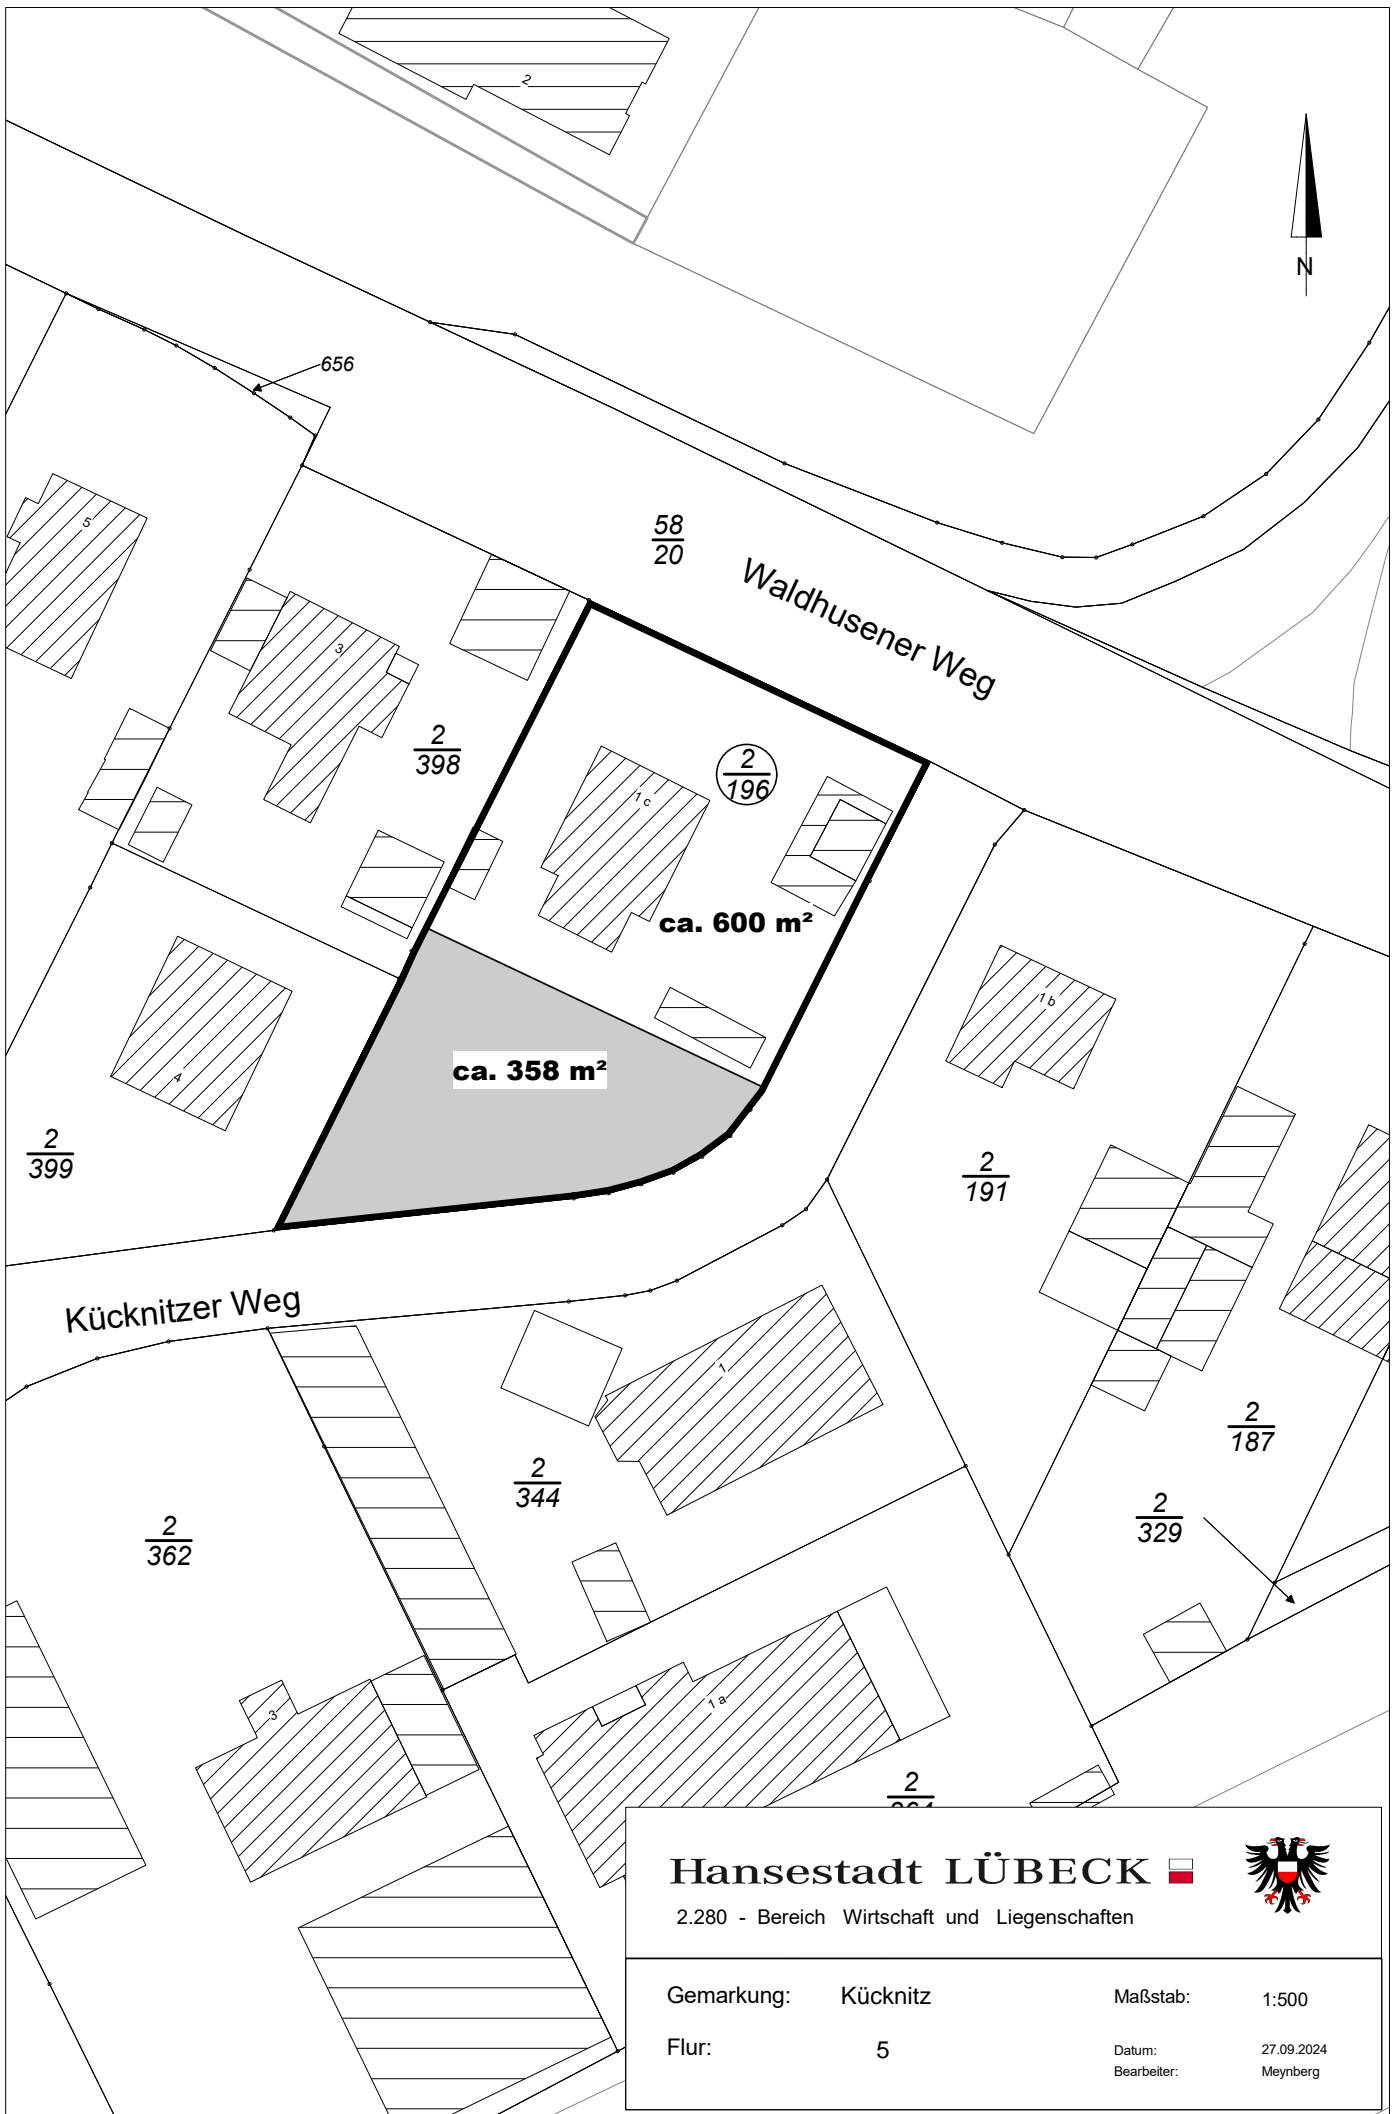 2
N
656
5
58
20
Waldhusener Weg
3
2
398
2
196
1 c
ca. 600 m²
1 b
4
ca. 358 m²
2
399
2
191
Kücknitzer Weg
1
2
187
2
344
2
329
2
362
3
1 a
2
Hansestadt LÜBECK
2.280 - Bereich Wirtschaft und Liegenschaften
Gemarkung: Kücknitz
Maßstab: 1:500
Flur: 5
Datum: 27.09.2024
Bearbeiter: Meynberg